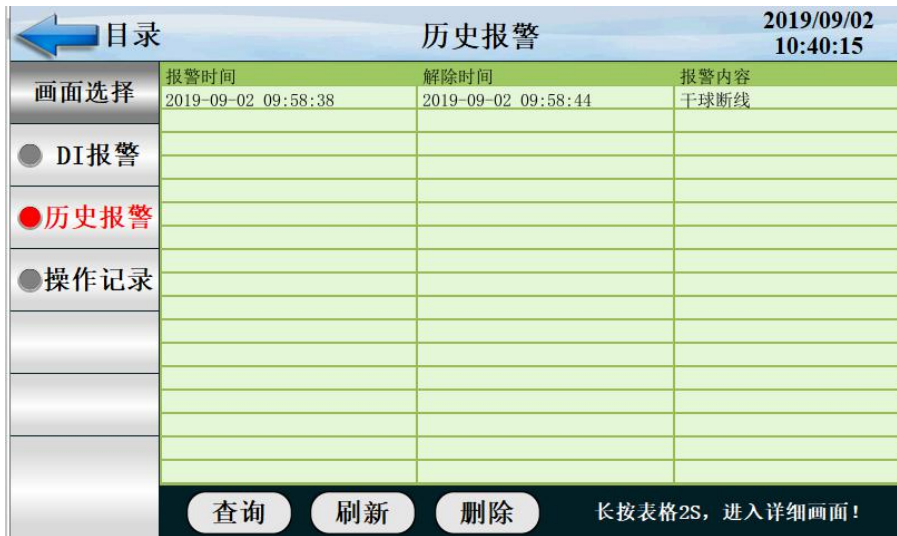 目录
历史报警
2019/09/02
10:40:15
画面选择
DI报警
历史报警
操作记录
报警时间 解除时间 报警内容
2019-09-02 09:58:38 2019-09-02 09:58:44 干球断线
查询 刷新 删除 长按表格2S，进入详细画面！